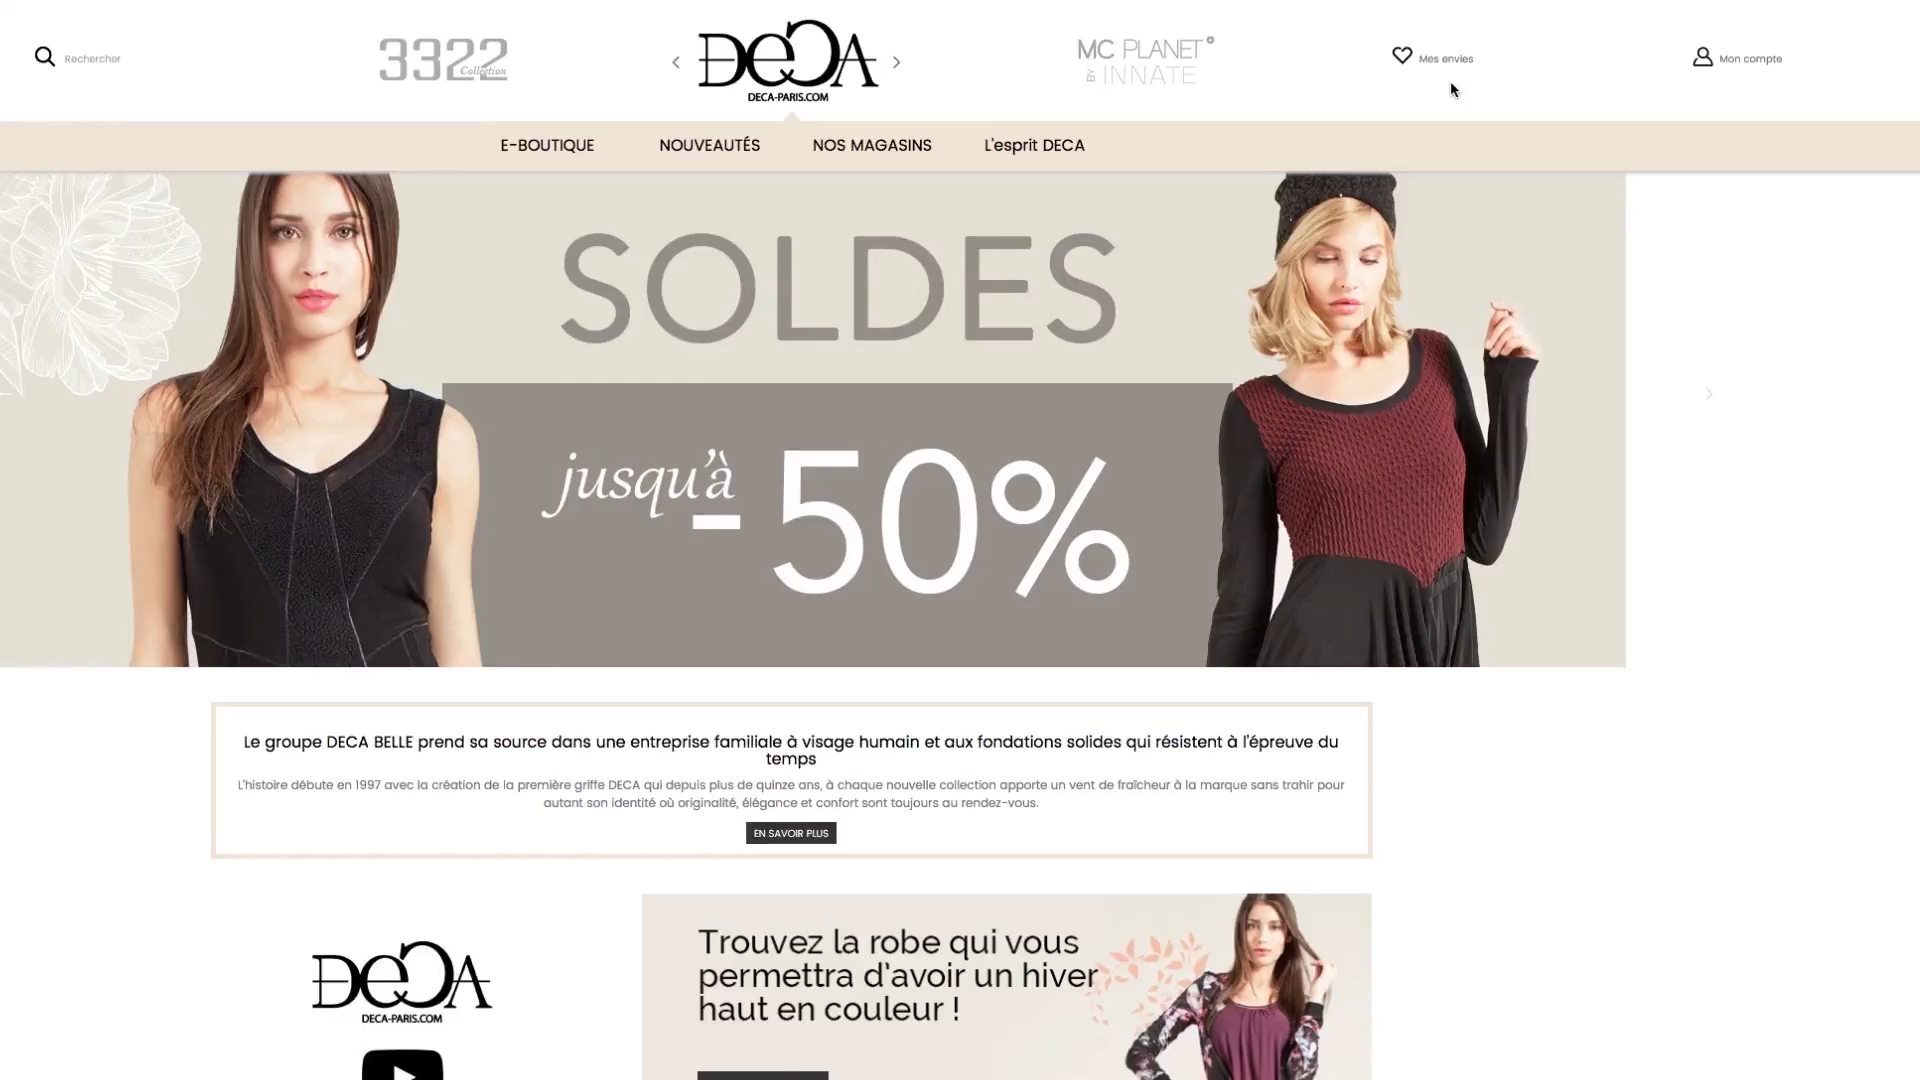 Rechercher
3322
Collection
DECA
DECA-PARIS.COM
MC PLANET
BY INNATE
Mes envies
Mon compte
E-BOUTIQUE
NOUVEAUTÉS
NOS MAGASINS
L'esprit DECA
SOLDES
jusqu'à
-50%
Le groupe DECA BELLE prend sa source dans une entreprise familiale à visage humain et aux fondations solides qui résistent à l'épreuve du
temps
L'histoire débute en 1997 avec la création de la première griffe DECA qui depuis plus de quinze ans, à chaque nouvelle collection apporte un vent de fraîcheur à la marque sans trahir pour
autant son identité où originalité, élégance et confort sont toujours au rendez-vous.
EN SAVOIR PLUS
DECA
DECA-PARIS.COM
Trouvez la robe qui vous
permettra d'avoir un hiver
haut en couleur !